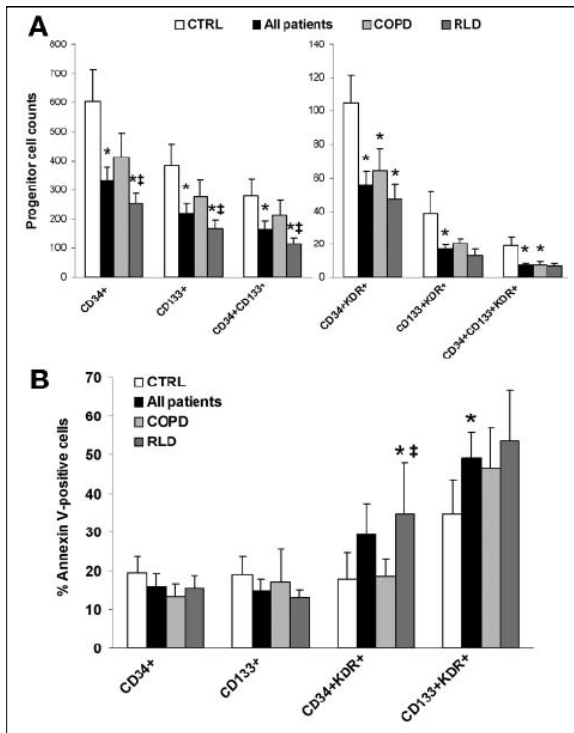 A
CTRL All patients COPD RLD
Progenitor cell counts
800
700
600
500
400
300
200
100
0
* *‡ * *‡ * *‡
CD34+
CD133+
CD34+CD133+
140
120
100
80
60
40
20
0
* * * * * *
CD34+KDR+
CD133+KDR+
CD34+CD133+KDR+
B
CTRL
All patients
COPD
RLD
% Annexin V-positive cells
70
60
50
40
30
20
10
0
*‡ *
CD34+
CD133+
CD34+KDR+
CD133+KDR+